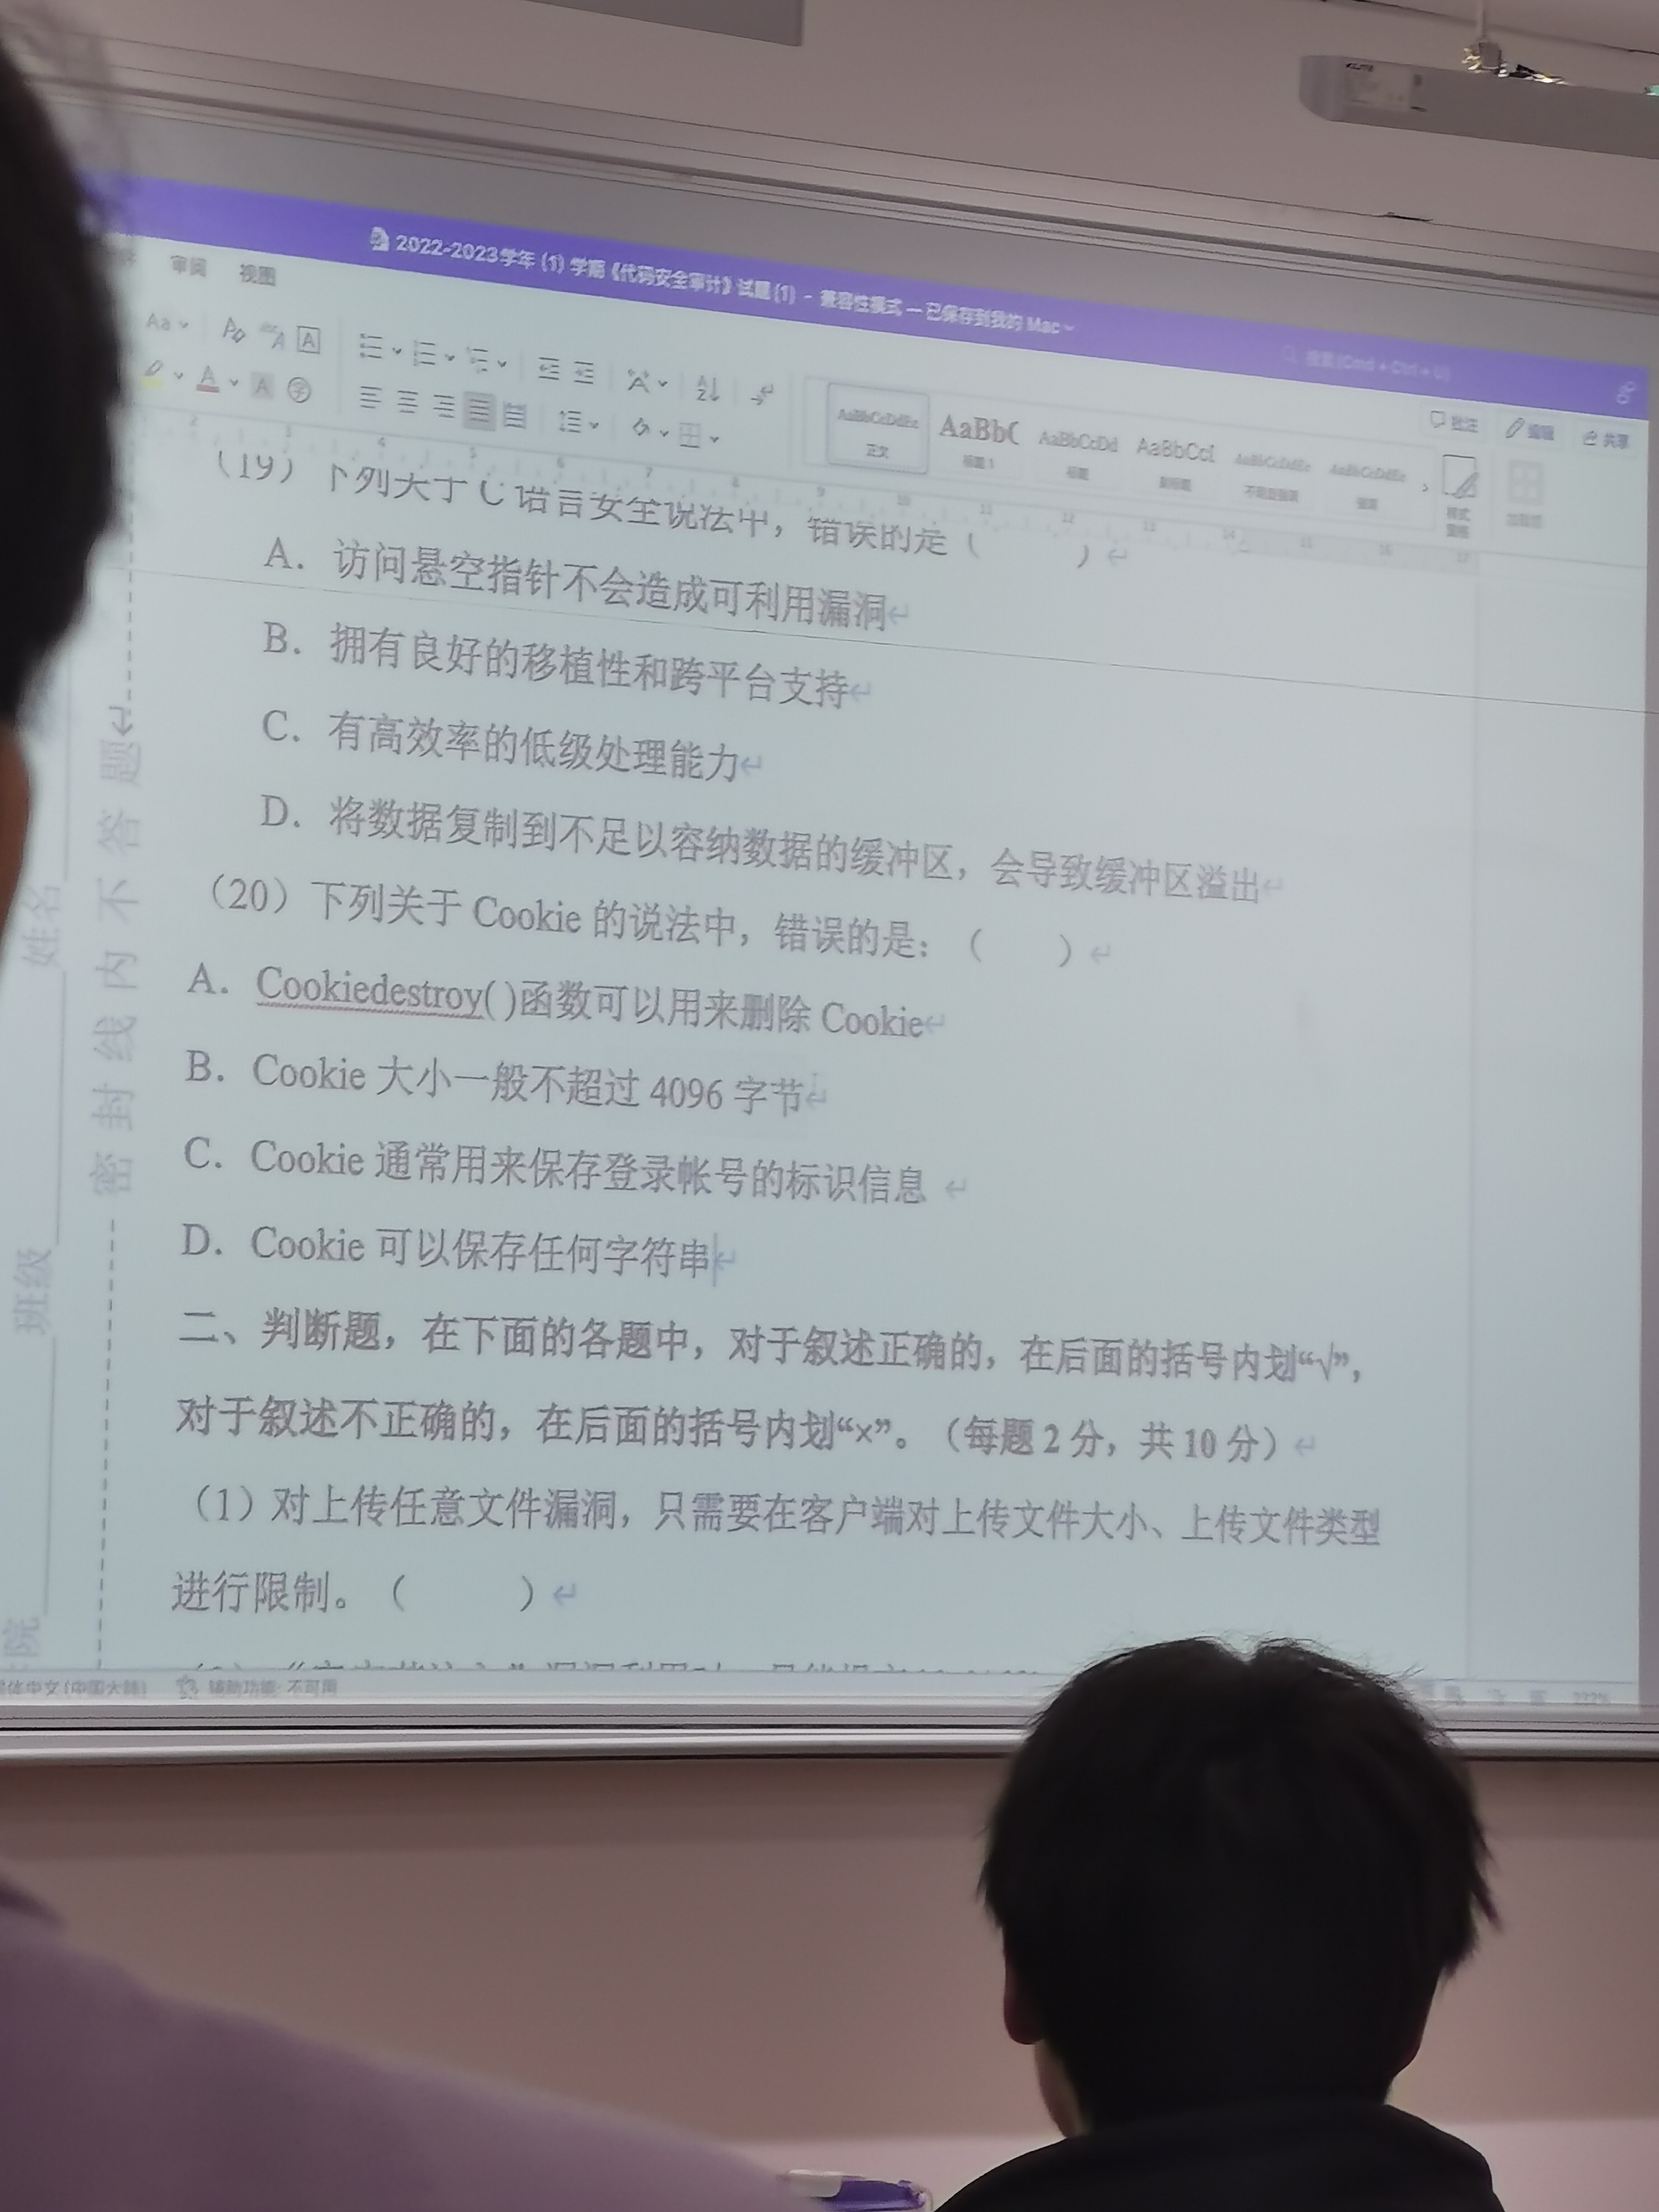 2022-2023学年 (1) 学期《代码安全审计》试题 (1) - 兼容性模式 — 已保存到我的 Mac
搜索 (Cmd + Ctrl + U)
审阅 视图
批注 编辑 共享
Aa
AaBbCcDdEe AaBbC AaBbCcDd AaBbCcI AaBbCcDdEe AaBbCcDdEe
正文 标题 1 标题 副标题 不明显强调 强调
样式
窗格
(19) 下列关于 C 语言安全说法中，错误的是（ ）
A. 访问悬空指针不会造成可利用漏洞
B. 拥有良好的移植性和跨平台支持
C. 有高效率的低级处理能力
D. 将数据复制到不足以容纳数据的缓冲区，会导致缓冲区溢出
（20）下列关于 Cookie 的说法中，错误的是：（ ）
A. Cookiedestroy( )函数可以用来删除 Cookie
B. Cookie 大小一般不超过 4096 字节
C. Cookie 通常用来保存登录帐号的标识信息
D. Cookie 可以保存任何字符串
二、判断题，在下面的各题中，对于叙述正确的，在后面的括号内划“√”，
对于叙述不正确的，在后面的括号内划“×”。（每题 2 分，共 10 分）
（1）对上传任意文件漏洞，只需要在客户端对上传文件大小、上传文件类型
进行限制。（ ）
密封线内不答题
姓名
班级
院
体中文 (中国大陆) 辅助功能: 不可用
232%